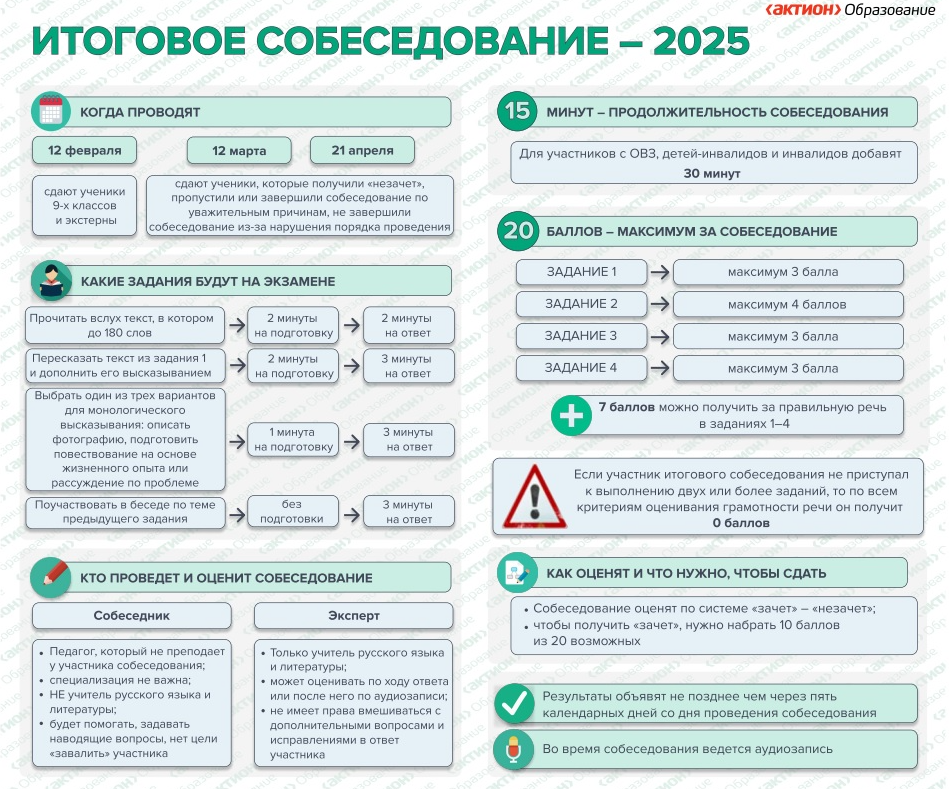 ‹АКТИОН› Образование
ИТОГОВОЕ СОБЕСЕДОВАНИЕ – 2025
КОГДА ПРОВОДЯТ
12 февраля
12 марта
21 апреля
сдают ученики
9-х классов
и экстерны
сдают ученики, которые получили «незачет»,
пропустили или завершили собеседование по
уважительным причинам, не завершили
собеседование из-за нарушения порядка проведения
КАКИЕ ЗАДАНИЯ БУДУТ НА ЭКЗАМЕНЕ
Прочитать вслух текст, в котором
до 180 слов
2 минуты
на подготовку
2 минуты
на ответ
Пересказать текст из задания 1
и дополнить его высказыванием
2 минуты
на подготовку
3 минуты
на ответ
Выбрать один из трех вариантов
для монологического
высказывания: описать
фотографию, подготовить
повествование на основе
жизненного опыта или
рассуждение по проблеме
1 минута
на подготовку
3 минуты
на ответ
Поучаствовать в беседе по теме
предыдущего задания
без
подготовки
3 минуты
на ответ
КТО ПРОВЕДЕТ И ОЦЕНИТ СОБЕСЕДОВАНИЕ
Собеседник
• Педагог, который не преподает
у участника собеседования;
• специализация не важна;
• НЕ учитель русского языка и
литературы;
• будет помогать, задавать
наводящие вопросы, нет цели
«завалить» участника
Эксперт
• Только учитель русского языка
и литературы;
• может оценивать по ходу ответа
или после него по аудиозаписи;
• не имеет права вмешиваться с
дополнительными вопросами и
исправлениями в ответ
участника
15 МИНУТ – ПРОДОЛЖИТЕЛЬНОСТЬ СОБЕСЕДОВАНИЯ
Для участников с ОВЗ, детей-инвалидов и инвалидов добавят
30 минут
20 БАЛЛОВ – МАКСИМУМ ЗА СОБЕСЕДОВАНИЕ
ЗАДАНИЕ 1
максимум 3 балла
ЗАДАНИЕ 2
максимум 4 баллов
ЗАДАНИЕ 3
максимум 3 балла
ЗАДАНИЕ 4
максимум 3 балла
7 баллов можно получить за правильную речь
в заданиях 1–4
Если участник итогового собеседования не приступал
к выполнению двух или более заданий, то по всем
критериям оценивания грамотности речи он получит
0 баллов
КАК ОЦЕНЯТ И ЧТО НУЖНО, ЧТОБЫ СДАТЬ
• Собеседование оценят по системе «зачет» – «незачет»;
• чтобы получить «зачет», нужно набрать 10 баллов
из 20 возможных
Результаты объявят не позднее чем через пять
календарных дней со дня проведения собеседования
Во время собеседования ведется аудиозапись